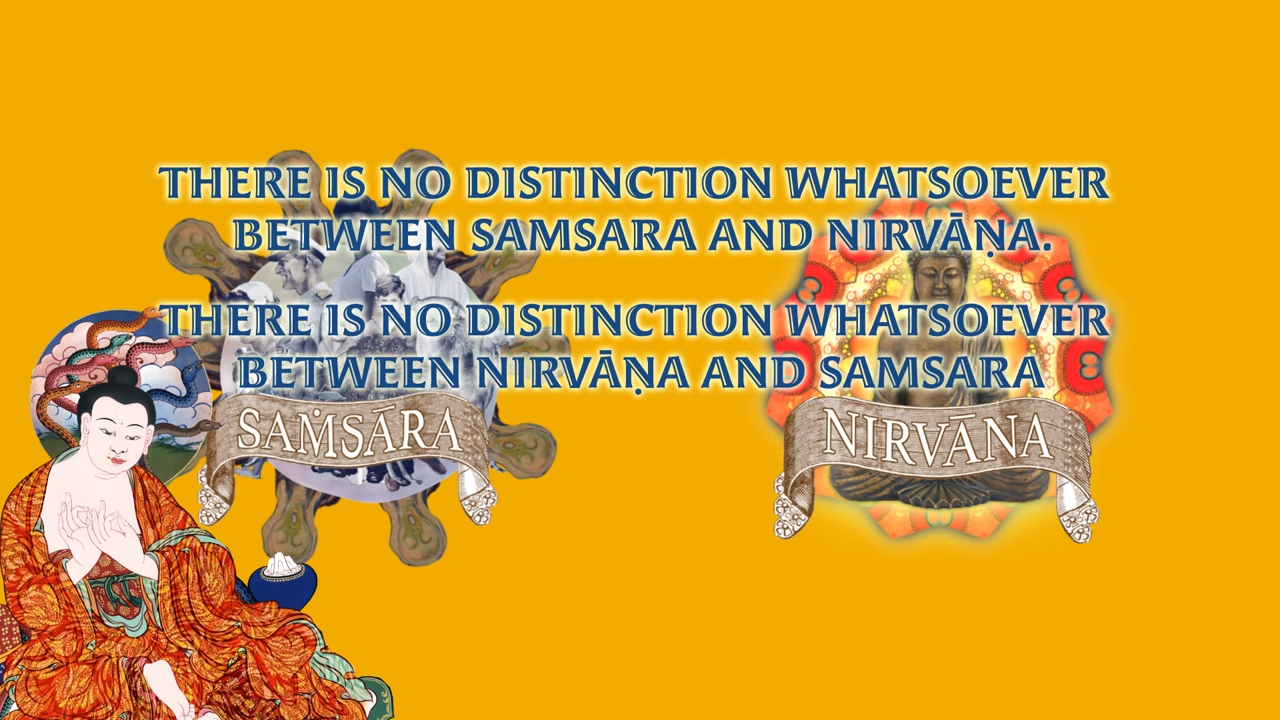 THERE IS NO DISTINCTION WHATSOEVER
BETWEEN SAMSARA AND NIRVĀṆA.
THERE IS NO DISTINCTION WHATSOEVER
BETWEEN NIRVĀṆA AND SAMSARA
SAṀSĀRA
NIRVĀNA